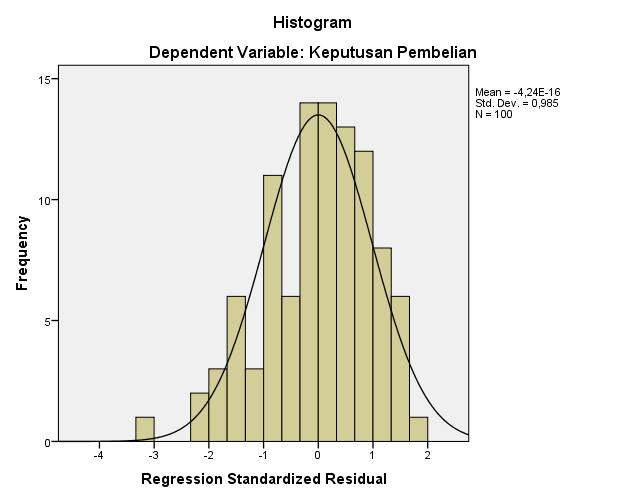 Histogram
Dependent Variable: Keputusan Pembelian
Mean = -4,24E-16
Std. Dev. = 0,985
N = 100
Frequency
15
10
5
0
-4 -3 -2 -1 0 1 2
Regression Standardized Residual